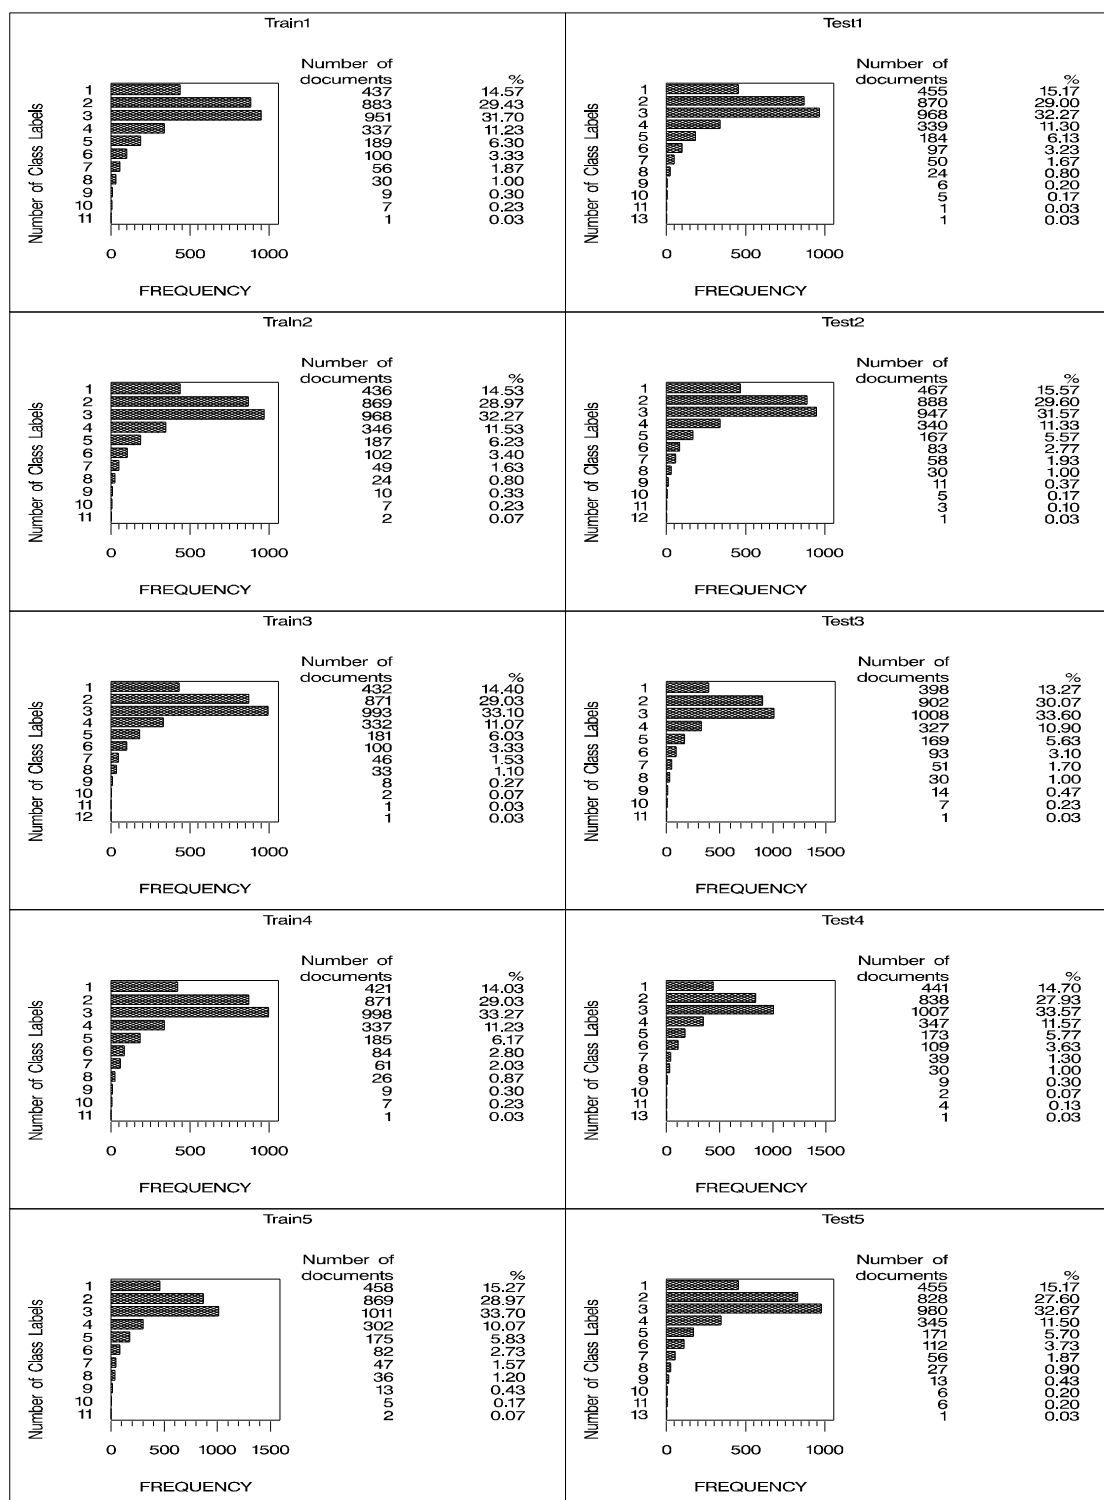 Train1
Number of
documents %
1 437 14.57
2 883 29.43
3 951 31.70
4 337 11.23
5 189 6.30
6 100 3.33
7 56 1.87
8 30 1.00
9 9 0.30
10 7 0.23
11 1 0.03
Number of Class Labels
0 500 1000
FREQUENCY
Test1
Number of
documents %
1 455 15.17
2 870 29.00
3 968 32.27
4 339 11.30
5 184 6.13
6 97 3.23
7 50 1.67
8 24 0.80
9 6 0.20
10 5 0.17
11 1 0.03
13 1 0.03
Number of Class Labels
0 500 1000
FREQUENCY
Train2
Number of
documents %
1 436 14.53
2 869 28.97
3 968 32.27
4 346 11.53
5 187 6.23
6 102 3.40
7 49 1.63
8 24 0.80
9 10 0.33
10 7 0.23
11 2 0.07
Number of Class Labels
0 500 1000
FREQUENCY
Test2
Number of
documents %
1 467 15.57
2 888 29.60
3 947 31.57
4 340 11.33
5 167 5.57
6 83 2.77
7 58 1.93
8 30 1.00
9 11 0.37
10 5 0.17
11 3 0.10
12 1 0.03
Number of Class Labels
0 500 1000
FREQUENCY
Train3
Number of
documents %
1 432 14.40
2 871 29.03
3 993 33.10
4 332 11.07
5 181 6.03
6 100 3.33
7 46 1.53
8 33 1.10
9 8 0.27
10 2 0.07
11 1 0.03
12 1 0.03
Number of Class Labels
0 500 1000
FREQUENCY
Test3
Number of
documents %
1 398 13.27
2 902 30.07
3 1008 33.60
4 327 10.90
5 169 5.63
6 93 3.10
7 51 1.70
8 30 1.00
9 14 0.47
10 7 0.23
11 1 0.03
Number of Class Labels
0 500 1000 1500
FREQUENCY
Train4
Number of
documents %
1 421 14.03
2 871 29.03
3 998 33.27
4 337 11.23
5 185 6.17
6 84 2.80
7 61 2.03
8 26 0.87
9 9 0.30
10 7 0.23
11 1 0.03
Number of Class Labels
0 500 1000
FREQUENCY
Test4
Number of
documents %
1 441 14.70
2 838 27.93
3 1007 33.57
4 347 11.57
5 173 5.77
6 109 3.63
7 39 1.30
8 30 1.00
9 9 0.30
10 2 0.07
11 4 0.13
13 1 0.03
Number of Class Labels
0 500 1000 1500
FREQUENCY
Train5
Number of
documents %
1 458 15.27
2 869 28.97
3 1011 33.70
4 302 10.07
5 175 5.83
6 82 2.73
7 47 1.57
8 36 1.20
9 13 0.43
10 5 0.17
11 2 0.07
Number of Class Labels
0 500 1000 1500
FREQUENCY
Test5
Number of
documents %
1 455 15.17
2 828 27.60
3 980 32.67
4 345 11.50
5 171 5.70
6 112 3.73
7 56 1.87
8 27 0.90
9 13 0.43
10 6 0.20
11 6 0.20
13 1 0.03
Number of Class Labels
0 500 1000
FREQUENCY